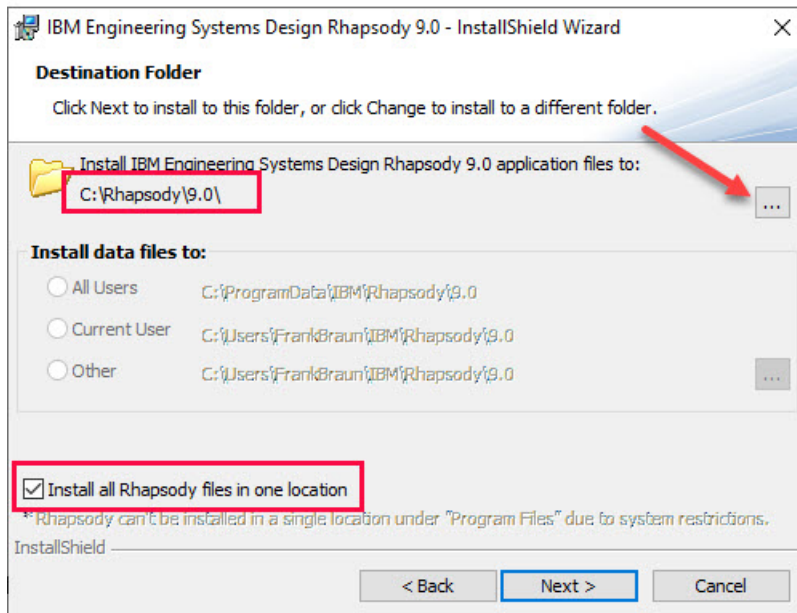 IBM Engineering Systems Design Rhapsody 9.0 - InstallShield Wizard
Destination Folder
Click Next to install to this folder, or click Change to install to a different folder.
Install IBM Engineering Systems Design Rhapsody 9.0 application files to:
C:\Rhapsody\9.0\
...
Install data files to:
All Users C:\ProgramData\IBM\Rhapsody\9.0
Current User C:\Users\FrankBraun\IBM\Rhapsody\9.0
Other C:\Users\FrankBraun\IBM\Rhapsody\9.0
...
Install all Rhapsody files in one location
* Rhapsody can't be installed in a single location under "Program Files" due to system restrictions.
InstallShield
< Back Next > Cancel